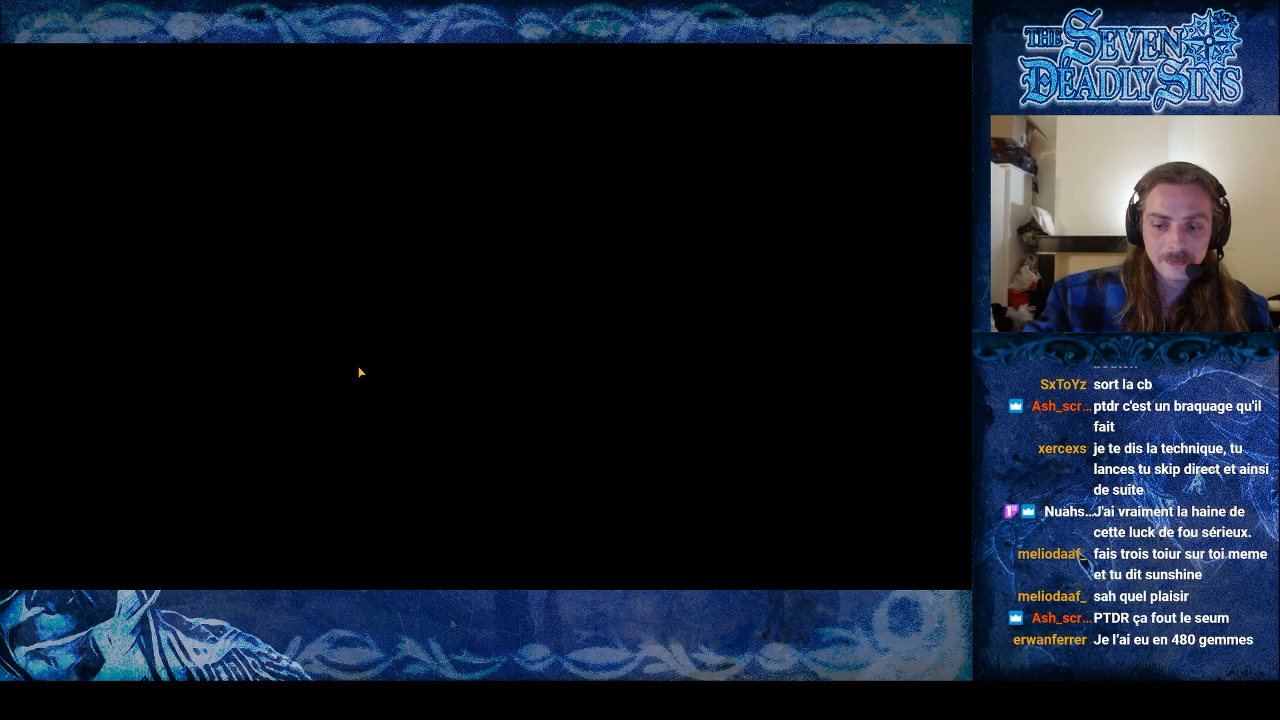 THE SEVEN
DEADLY SINS
SxToYz sort la cb
Ash_scr... ptdr c'est un braquage qu'il
fait
xercexs je te dis la technique, tu
lances tu skip direct et ainsi
de suite
Nuahs... J'ai vraiment la haine de
cette luck de fou sérieux.
meliodaaf_ fais trois toiur sur toi meme
et tu dit sunshine
meliodaaf_ sah quel plaisir
Ash_scr... PTDR ça fout le seum
erwanferrer Je l'ai eu en 480 gemmes